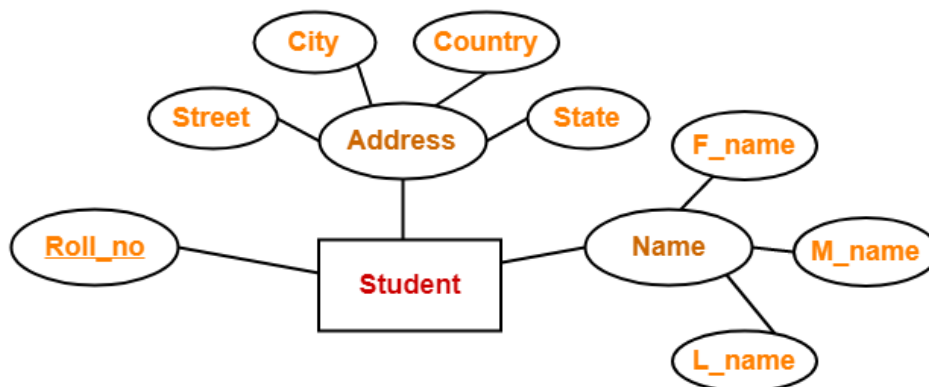 City
Country
Street
Address
State
F_name
Roll_no
Student
Name
M_name
L_name